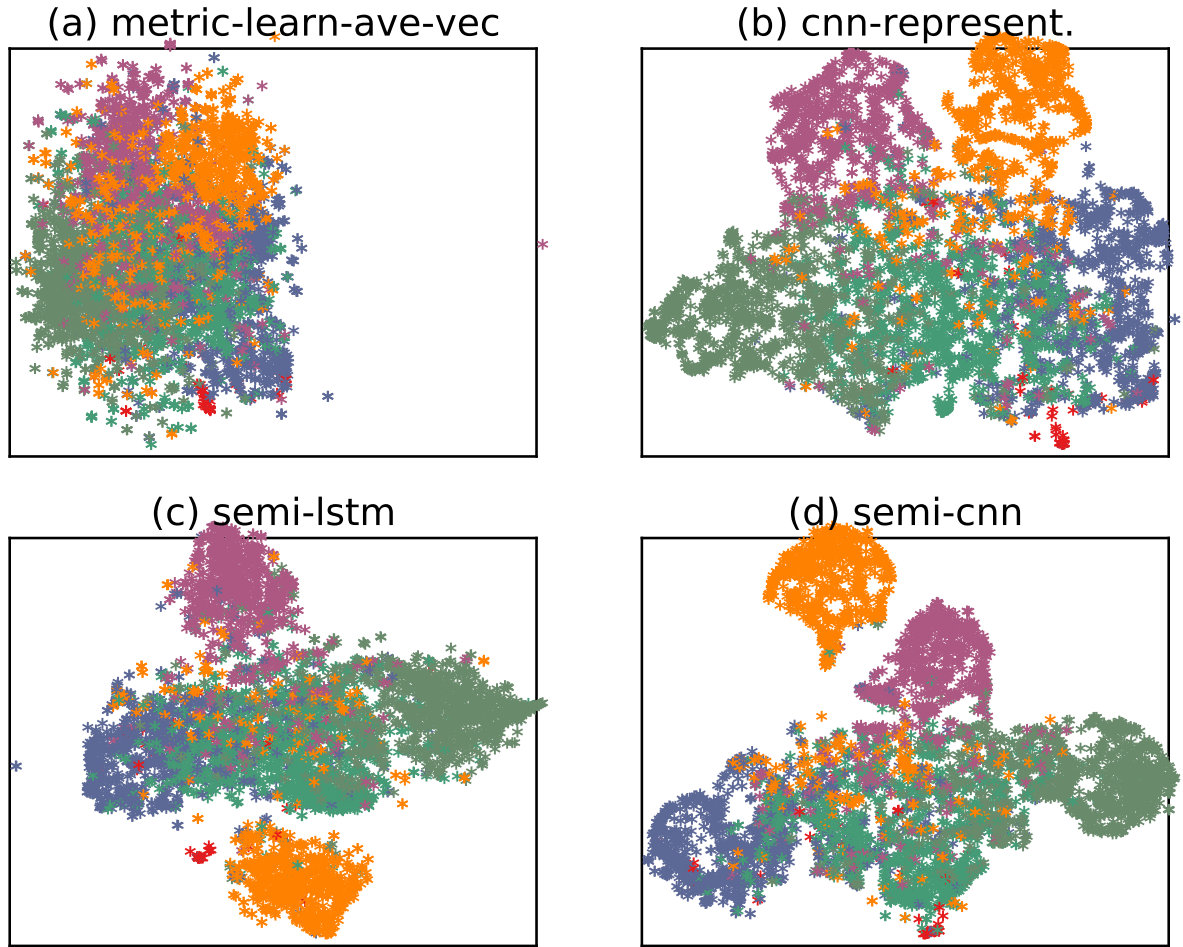 (a) metric-learn-ave-vec
(b) cnn-represent.
(c) semi-lstm
(d) semi-cnn